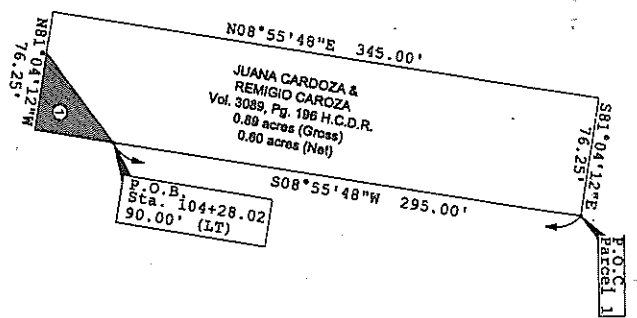 N08°55'48"E 345.00'
JUANA CARDOZA &
REMIGIO CAROZA
Vol. 3089, Pg. 196 H.C.D.R.
0.89 acres (Gross)
0.60 acres (Net)
S81°04'12"E
76.25'
N81°04'12"W
76.25'
1
S08°55'48"W 295.00'
P.O.B.
Sta. 104+28.02
90.00' (LT)
P.O.C
Parcel 1